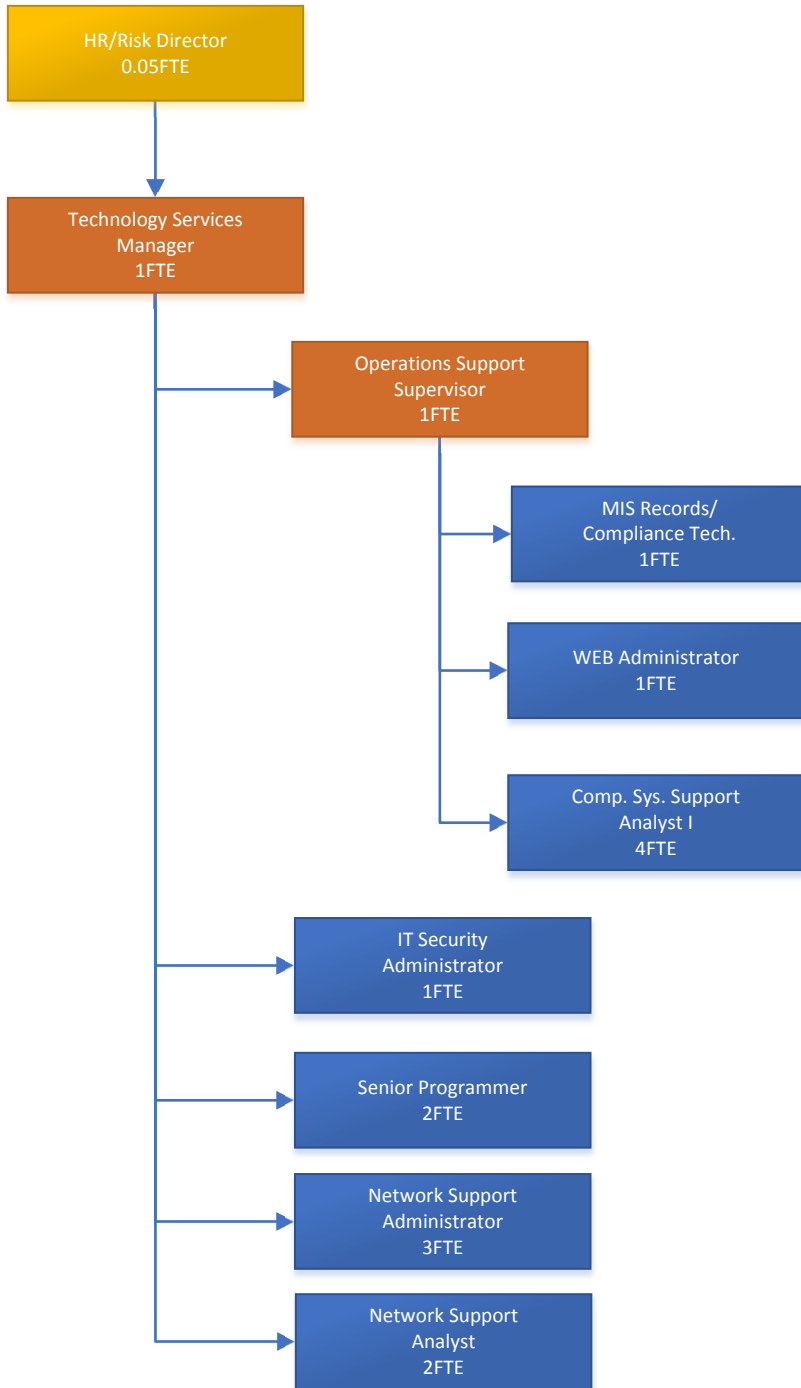 HR/Risk Director
0.05FTE
Technology Services
Manager
1FTE
Operations Support
Supervisor
1FTE
MIS Records/
Compliance Tech.
1FTE
WEB Administrator
1FTE
Comp. Sys. Support
Analyst I
4FTE
IT Security
Administrator
1FTE
Senior Programmer
2FTE
Network Support
Administrator
3FTE
Network Support
Analyst
2FTE